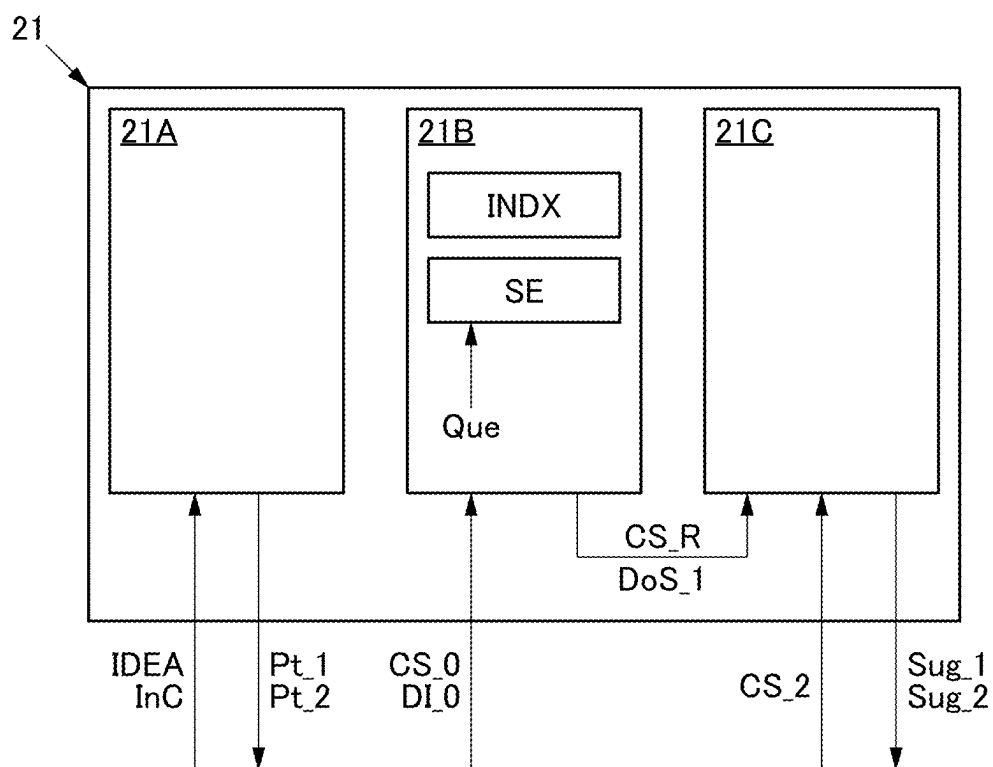 21
21A
21B
21C
INDX
SE
Que
CS_R
DoS_1
IDEA
InC
Pt_1
Pt_2
CS_0
DI_0
CS_2
Sug_1
Sug_2